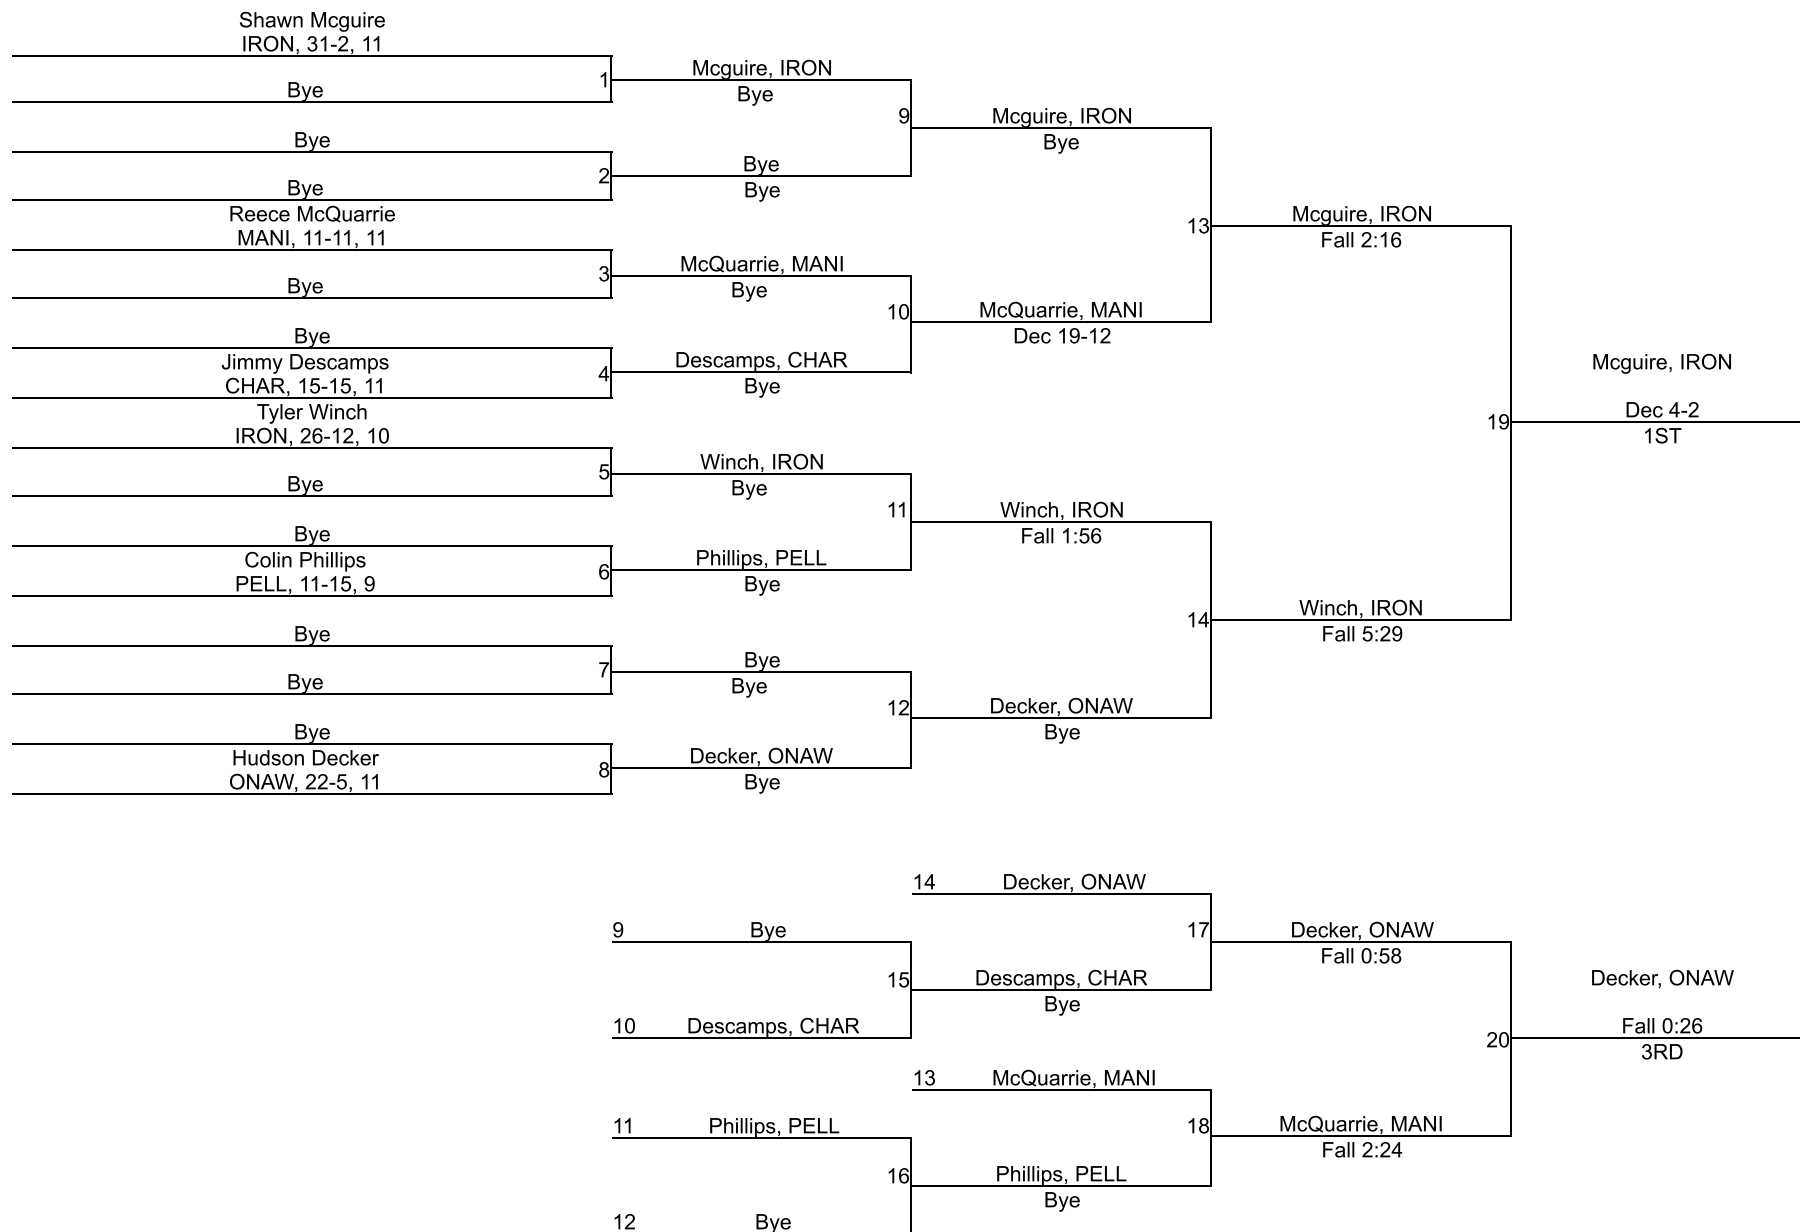 Shawn Mcguire
IRON, 31-2, 11
1
Mcguire, IRON
Bye
Bye
9
Mcguire, IRON
Bye
Bye
2
Bye
Bye
Bye
Reece McQuarrie
MANI, 11-11, 11
13
Mcguire, IRON
Fall 2:16
3
McQuarrie, MANI
Bye
Bye
10
McQuarrie, MANI
Dec 19-12
Bye
Jimmy Descamps
CHAR, 15-15, 11
4
Descamps, CHAR
Bye
Mcguire, IRON
Tyler Winch
IRON, 26-12, 10
19
Dec 4-2
1ST
5
Winch, IRON
Bye
Bye
11
Winch, IRON
Fall 1:56
Bye
Colin Phillips
PELL, 11-15, 9
6
Phillips, PELL
Bye
14
Winch, IRON
Fall 5:29
Bye
7
Bye
Bye
Bye
12
Decker, ONAW
Bye
Bye
Hudson Decker
ONAW, 22-5, 11
8
Decker, ONAW
Bye
14
Decker, ONAW
9
Bye
17
Decker, ONAW
Fall 0:58
15
Descamps, CHAR
Bye
Decker, ONAW
10
Descamps, CHAR
20
Fall 0:26
3RD
13
McQuarrie, MANI
11
Phillips, PELL
18
McQuarrie, MANI
Fall 2:24
16
Phillips, PELL
Bye
12
Bye